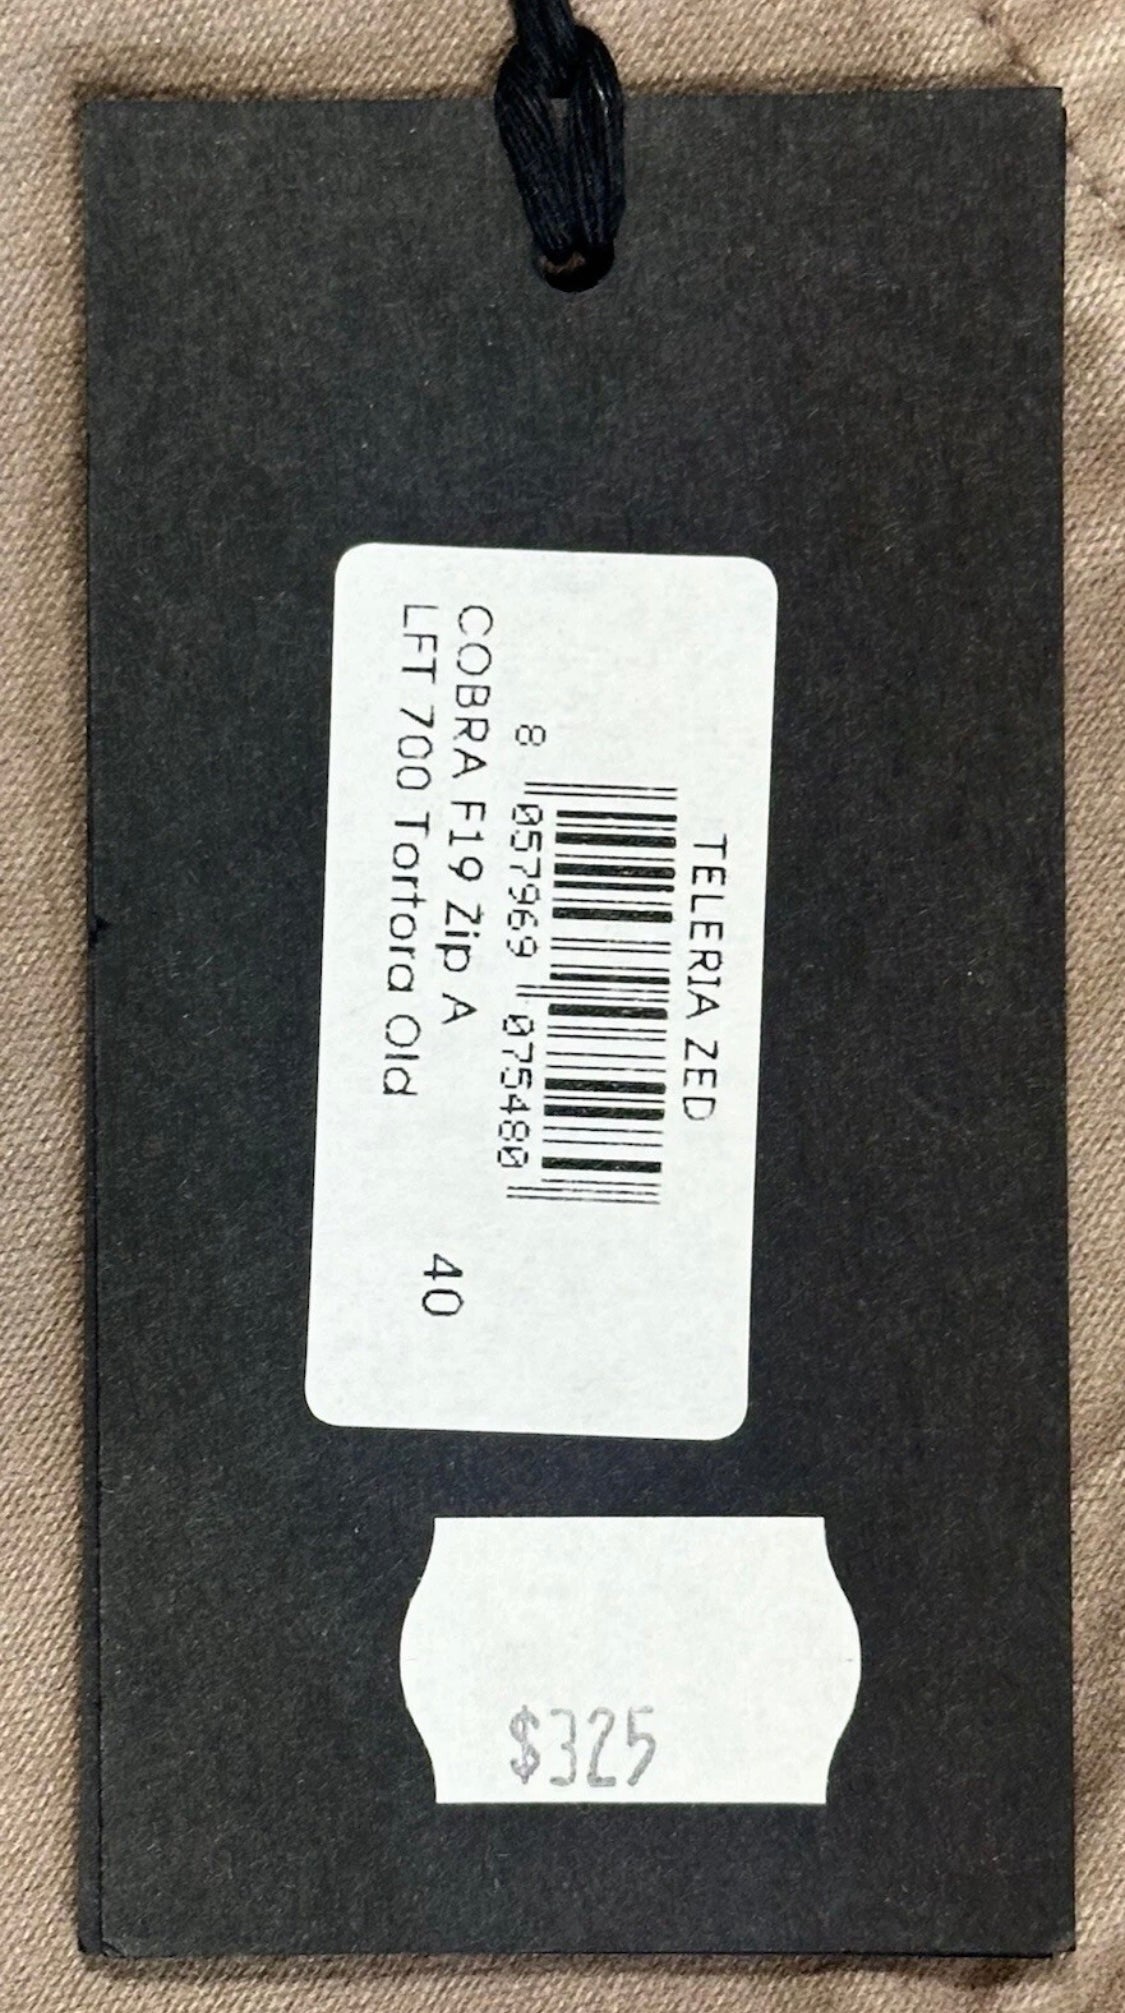 TELERIA ZED
8 057969 075480
COBRA F19 Zip A
LFT 700 Tortora Old
40
$325